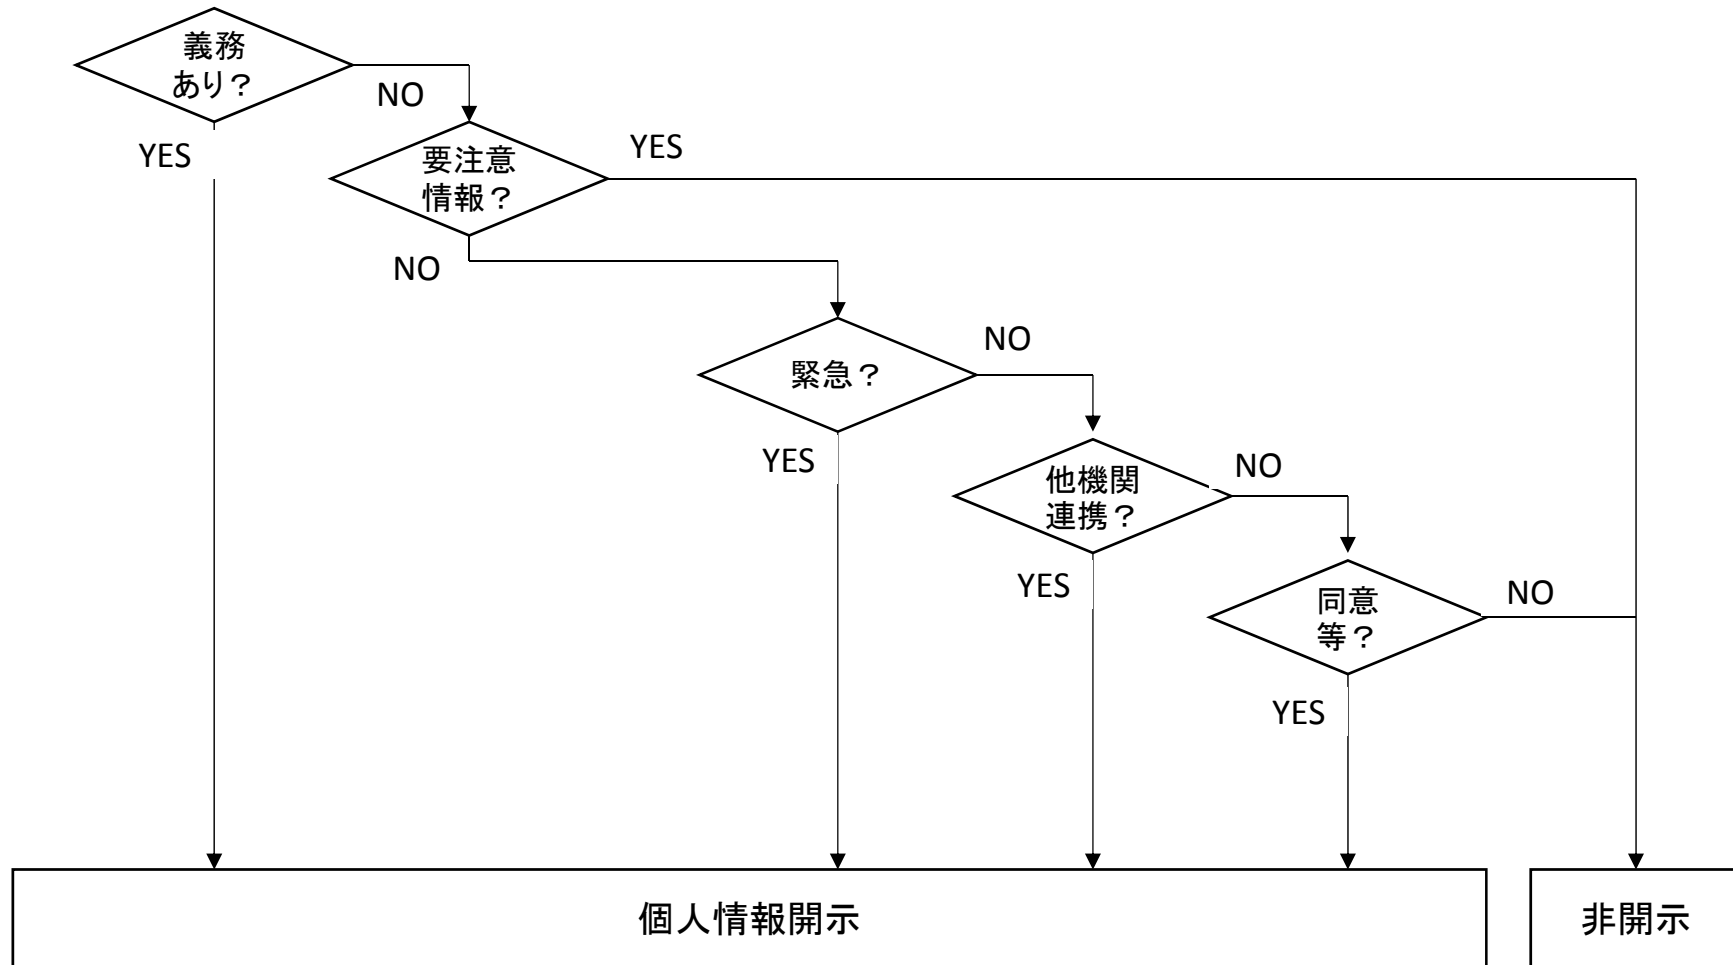 義務
あり？
NO
YES
要注意
情報？
YES
NO
緊急？
NO
YES
他機関
連携？
NO
YES
同意
等？
NO
YES
個人情報開示
非開示